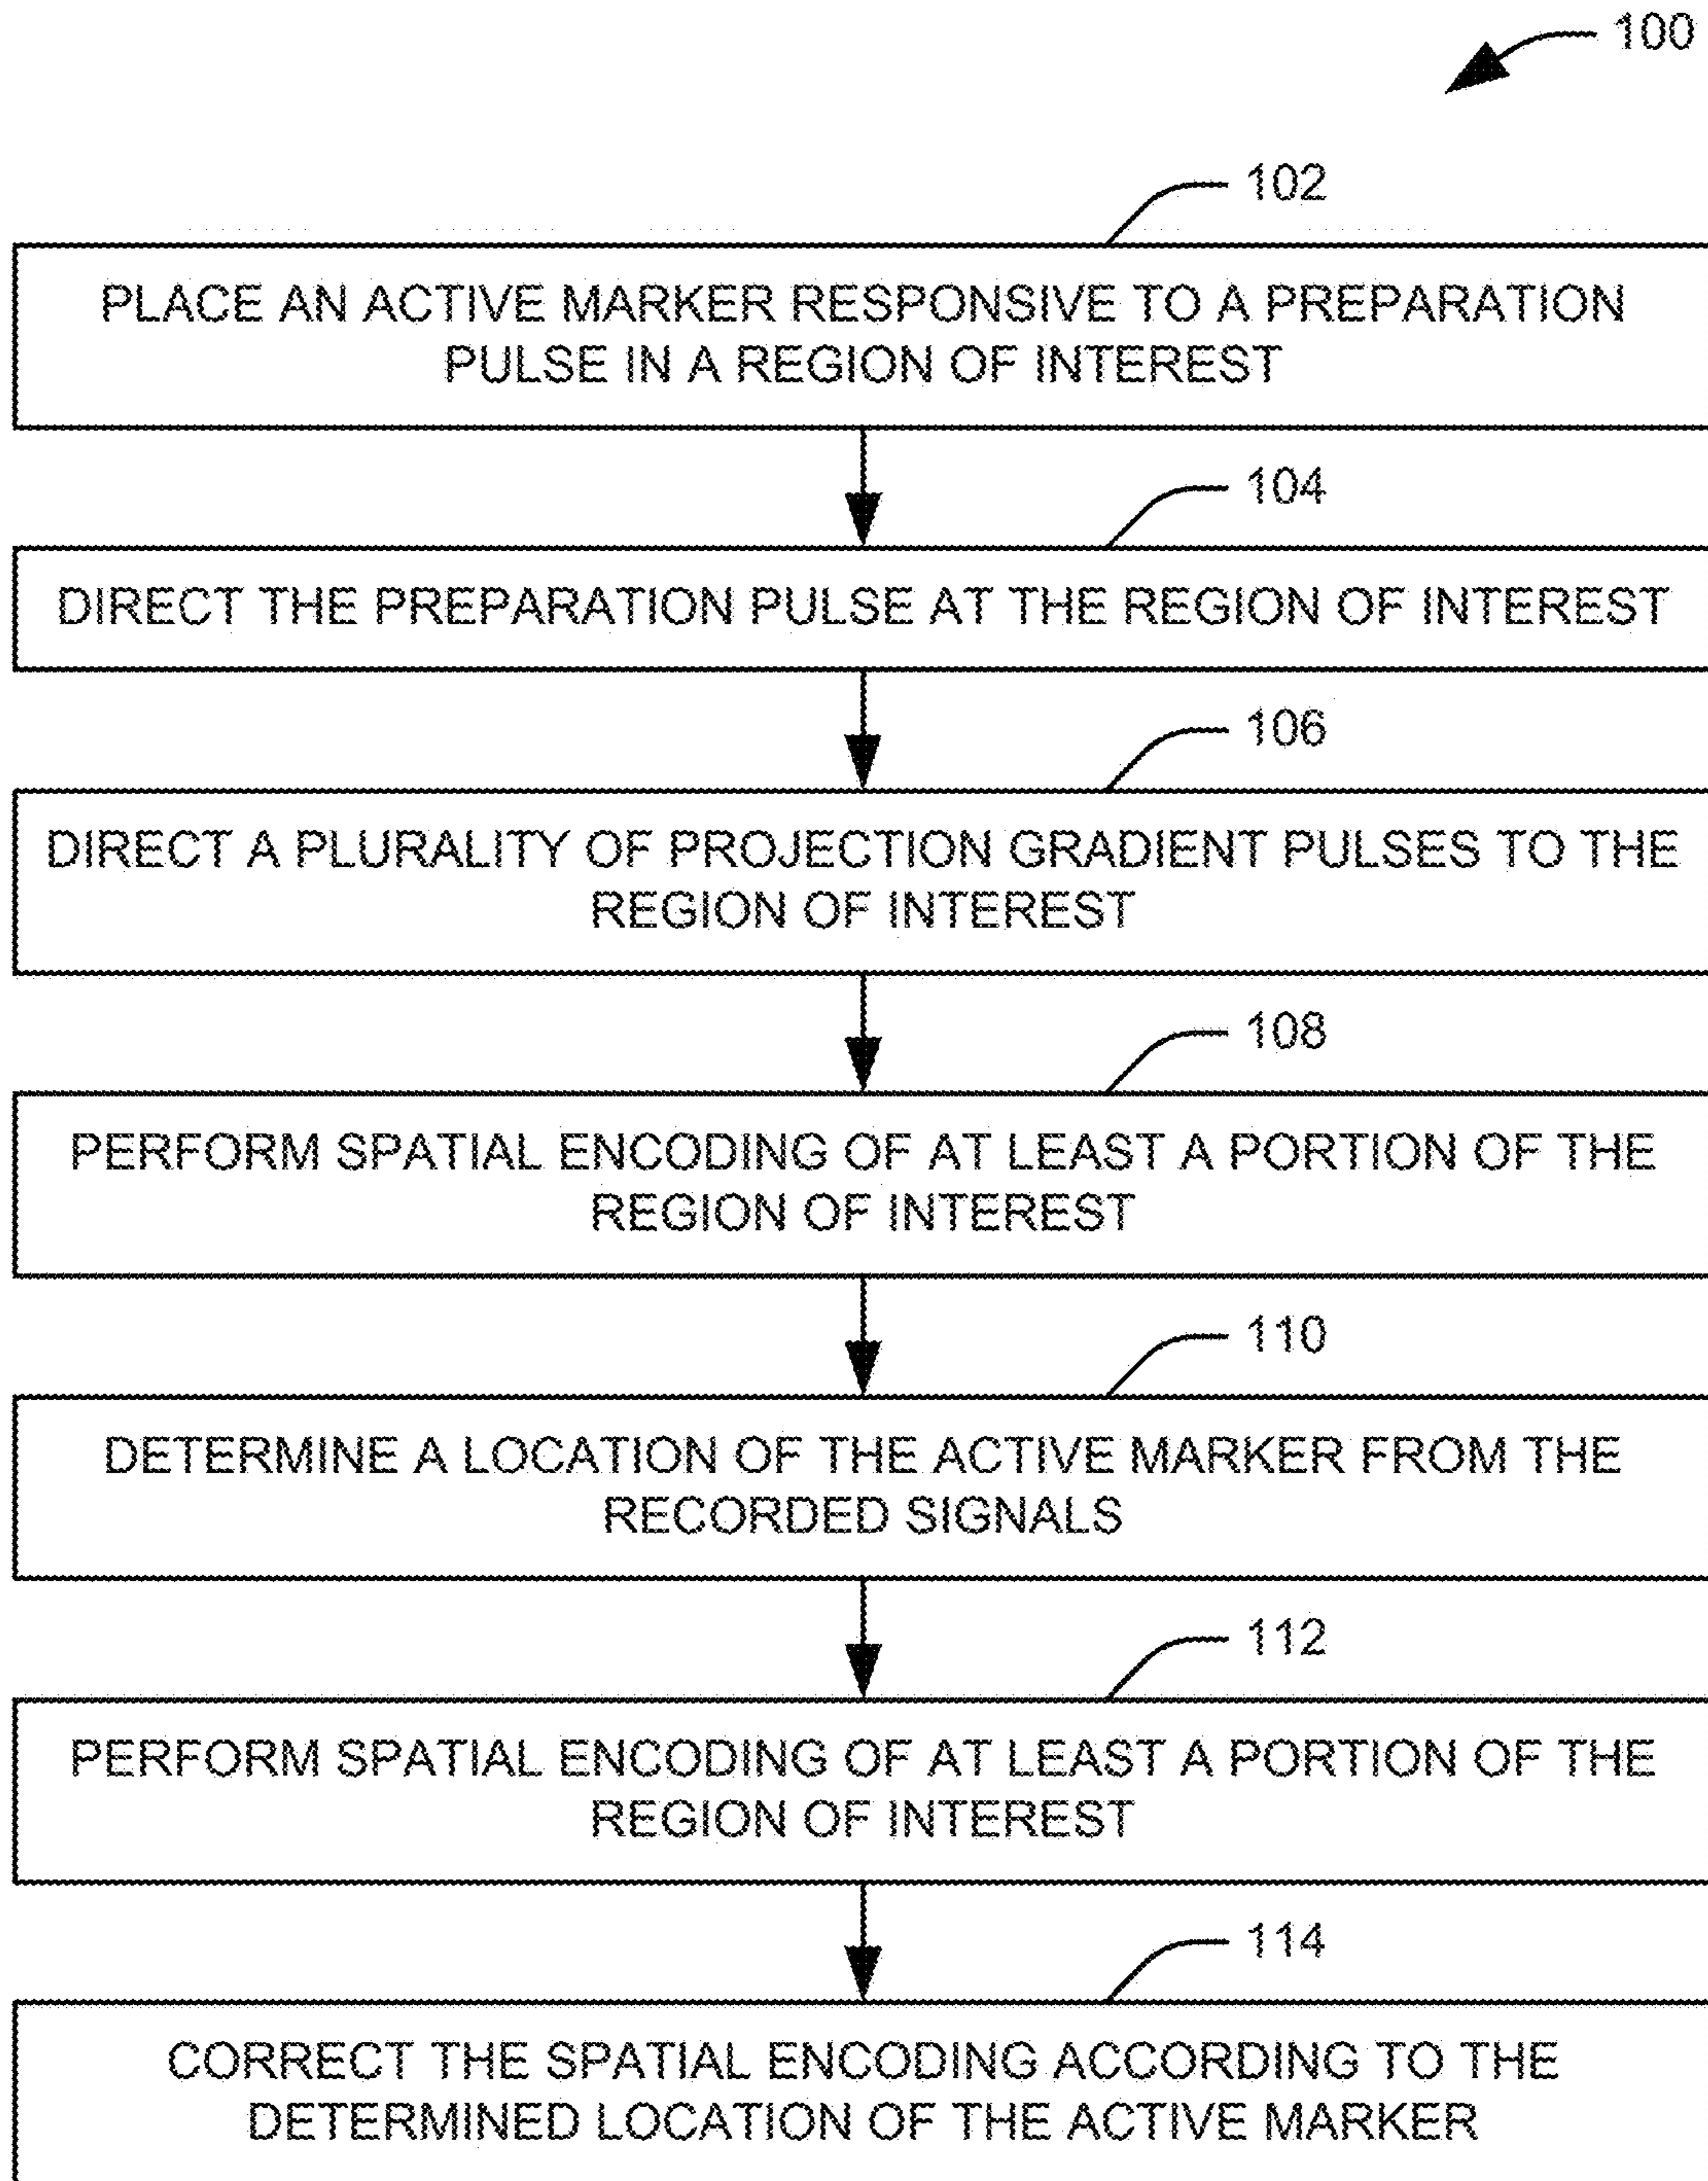 100
102
PLACE AN ACTIVE MARKER RESPONSIVE TO A PREPARATION
PULSE IN A REGION OF INTEREST
104
DIRECT THE PREPARATION PULSE AT THE REGION OF INTEREST
106
DIRECT A PLURALITY OF PROJECTION GRADIENT PULSES TO THE
REGION OF INTEREST
108
PERFORM SPATIAL ENCODING OF AT LEAST A PORTION OF THE
REGION OF INTEREST
110
DETERMINE A LOCATION OF THE ACTIVE MARKER FROM THE
RECORDED SIGNALS
112
PERFORM SPATIAL ENCODING OF AT LEAST A PORTION OF THE
REGION OF INTEREST
114
CORRECT THE SPATIAL ENCODING ACCORDING TO THE
DETERMINED LOCATION OF THE ACTIVE MARKER